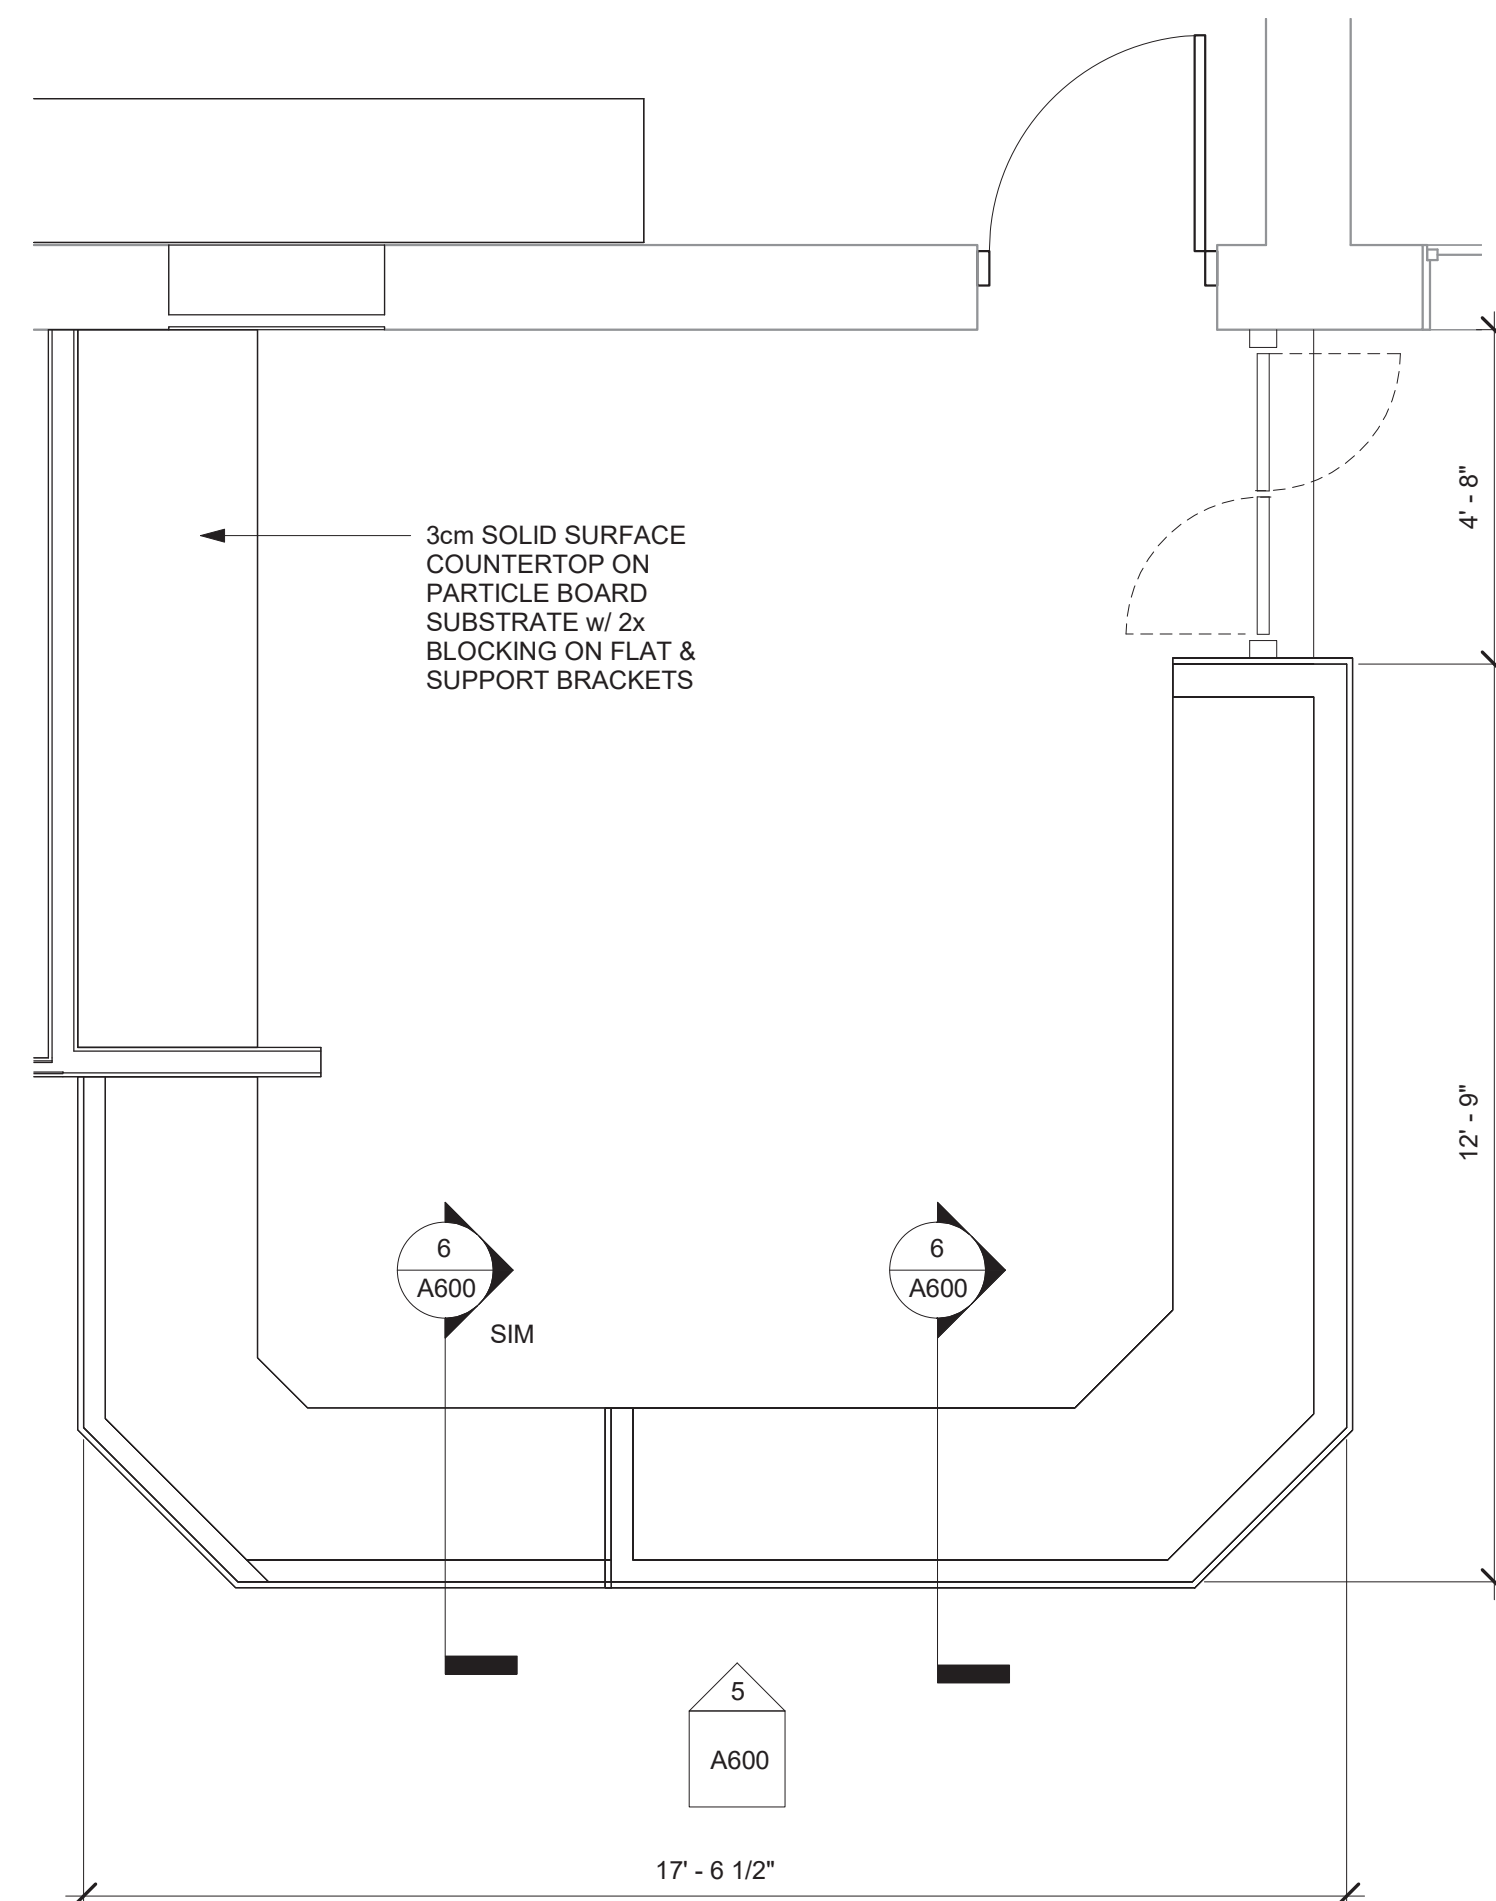 4' - 8"
3cm SOLID SURFACE
COUNTERTOP ON
PARTICLE BOARD
SUBSTRATE w/ 2x
BLOCKING ON FLAT &
SUPPORT BRACKETS
12' - 9"
6
A600
SIM
6
A600
5
A600
17' - 6 1/2"